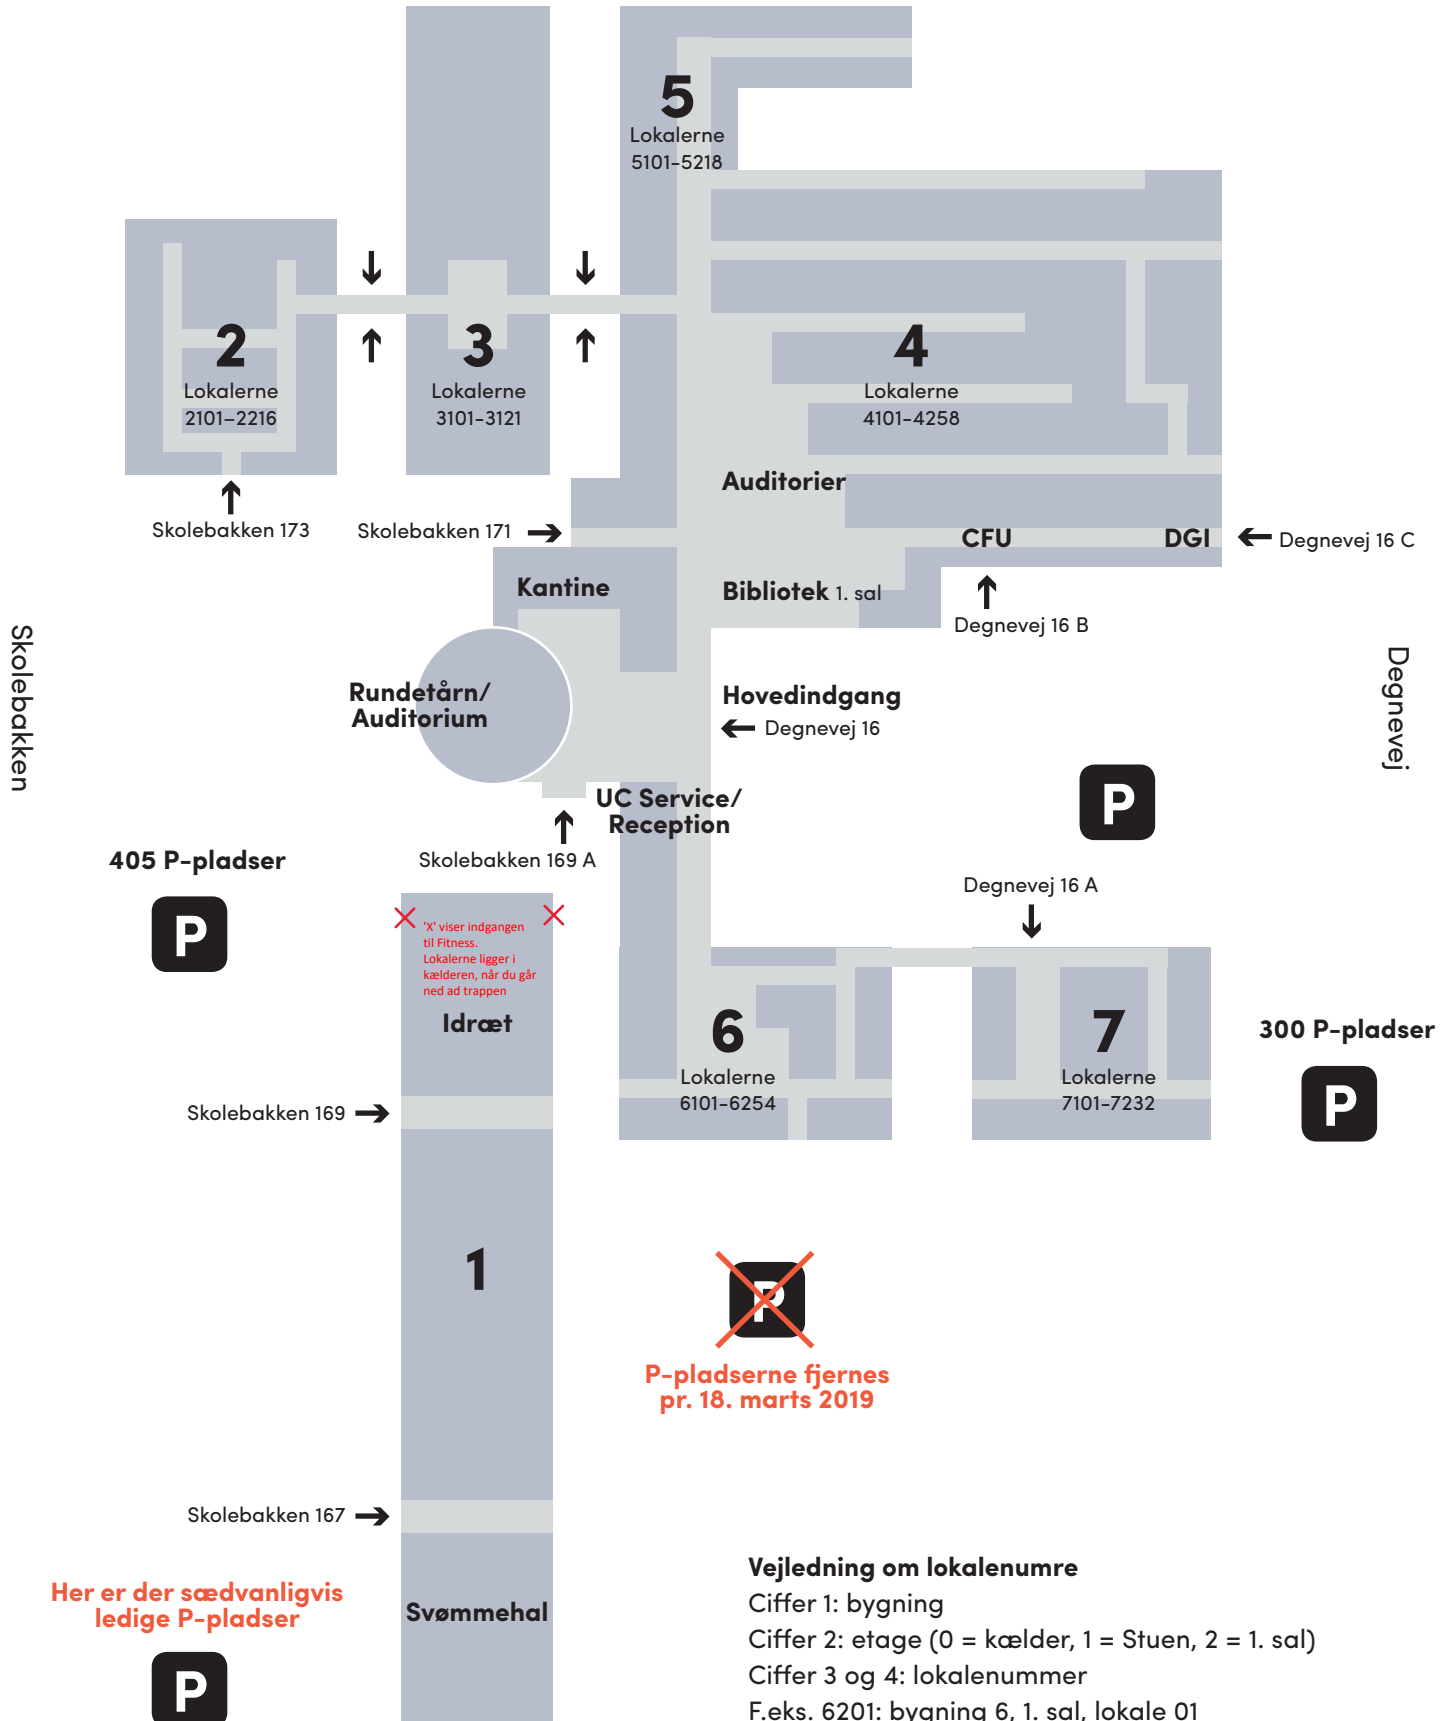 5
Lokalerne
5101-5218
2
Lokalerne
2101–2216
3
Lokalerne
3101-3121
4
Lokalerne
4101-4258
Auditorier
Skolebakken 173
Skolebakken 171
CFU
DGI
Degnevej 16 C
Kantine
Bibliotek 1. sal
Degnevej 16 B
Skolebakken
Degnevej
Rundetårn/
Auditorium
Hovedindgang
Degnevej 16
P
UC Service/
Reception
405 P-pladser
P
Skolebakken 169 A
Degnevej 16 A
'X' viser indgangen
til Fitness.
Lokalerne ligger i
kælderen, når du går
ned ad trappen
Idræt
6
Lokalerne
6101-6254
7
Lokalerne
7101-7232
300 P-pladser
P
Skolebakken 169
1
P
P-pladserne fjernes
pr. 18. marts 2019
Skolebakken 167
Her er der sædvanligvis
ledige P-pladser
P
Svømmehal
Vejledning om lokalenumre
Ciffer 1: bygning
Ciffer 2: etage (0 = kælder, 1 = Stuen, 2 = 1. sal)
Ciffer 3 og 4: lokalenummer
F.eks. 6201: bygning 6, 1. sal, lokale 01